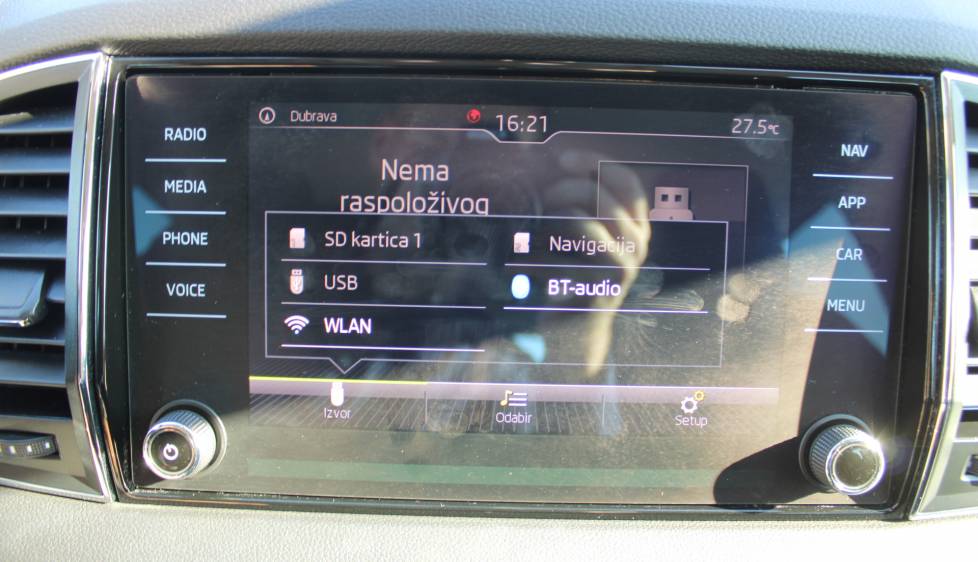 RADIO
MEDIA
PHONE
VOICE
Dubrava
16:21
27.5°C
Nema
raspoloživog
SD kartica 1
Navigacija
USB
BT-audio
WLAN
Izvor
Odabir
Setup
NAV
APP
CAR
MENU